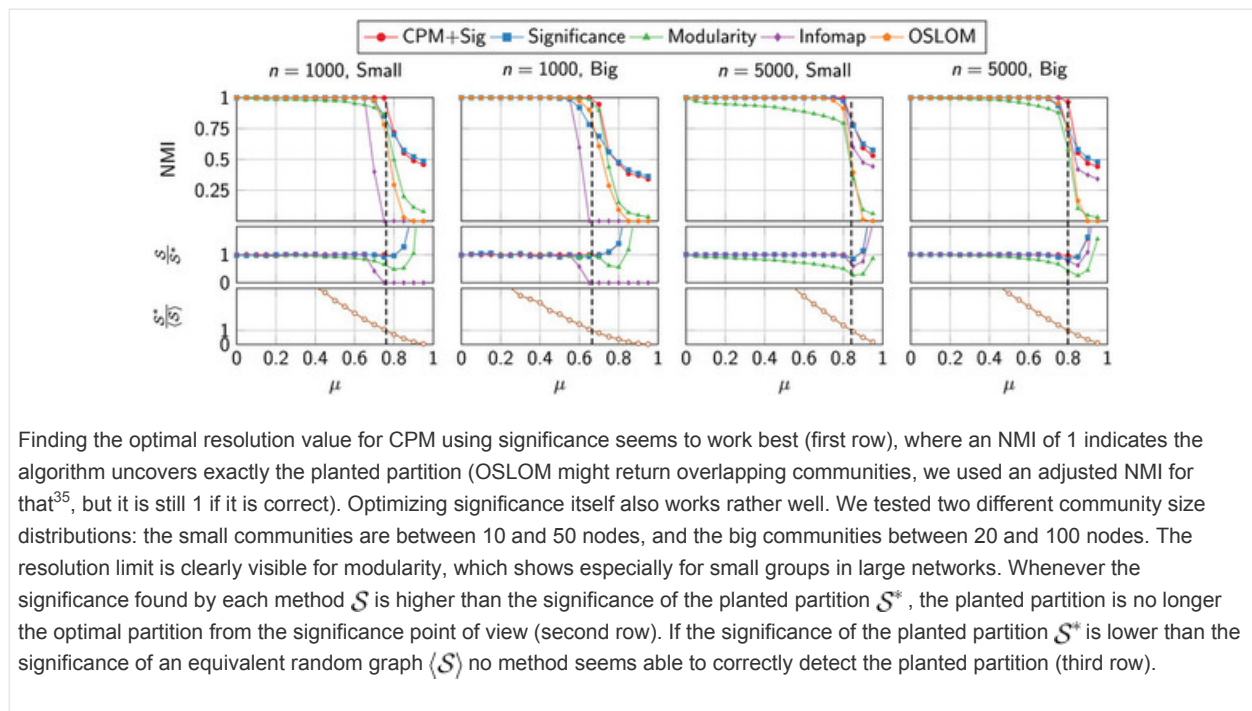 CPM+Sig Significance Modularity Infomap OSLOM
n = 1000, Small n = 1000, Big n = 5000, Small n = 5000, Big
1
0.75
0.5
0.25
NMI
1
0
S/S*
1
0
S*/⟨S⟩
0 0.2 0.4 0.6 0.8 1 0 0.2 0.4 0.6 0.8 1 0 0.2 0.4 0.6 0.8 1 0 0.2 0.4 0.6 0.8 1
μ μ μ μ
Finding the optimal resolution value for CPM using significance seems to work best (first row), where an NMI of 1 indicates the
algorithm uncovers exactly the planted partition (OSLOM might return overlapping communities, we used an adjusted NMI for
that35, but it is still 1 if it is correct). Optimizing significance itself also works rather well. We tested two different community size
distributions: the small communities are between 10 and 50 nodes, and the big communities between 20 and 100 nodes. The
resolution limit is clearly visible for modularity, which shows especially for small groups in large networks. Whenever the
significance found by each method S is higher than the significance of the planted partition S* , the planted partition is no longer
the optimal partition from the significance point of view (second row). If the significance of the planted partition S* is lower than the
significance of an equivalent random graph ⟨S⟩ no method seems able to correctly detect the planted partition (third row).